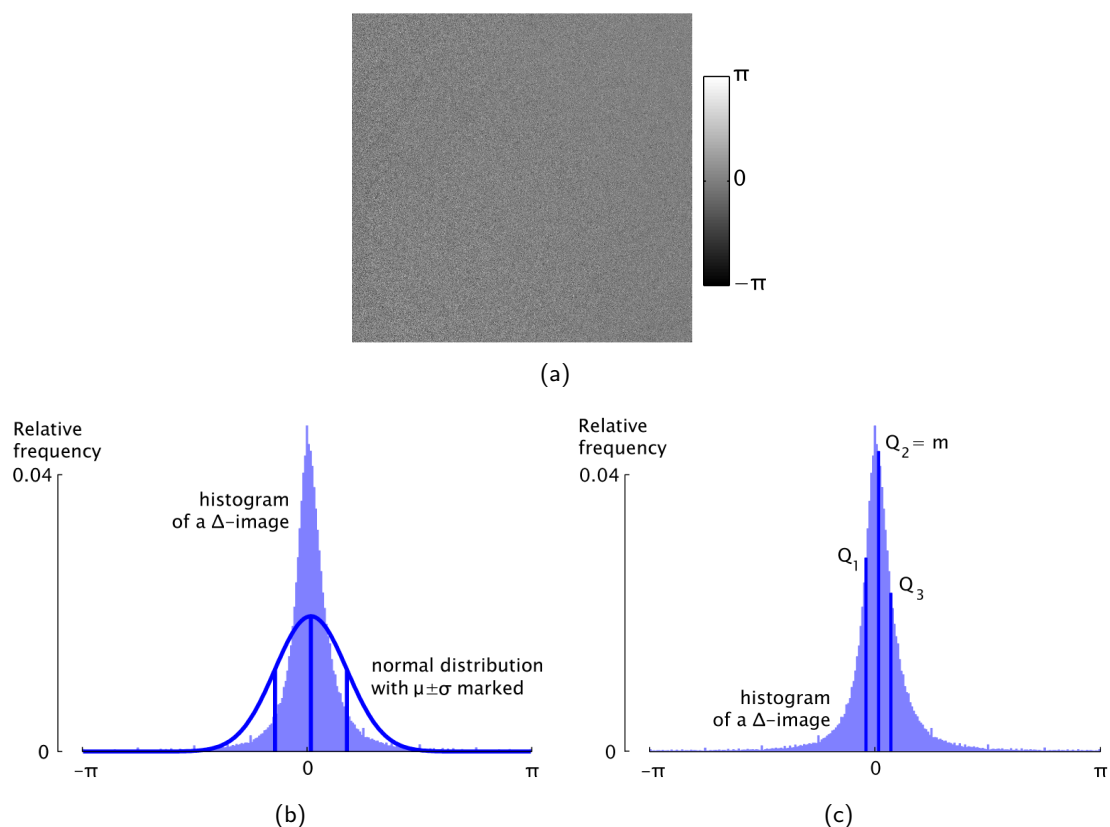 π
0
−π
(a)
Relative
frequency
0.04
histogram
of a Δ–image
normal distribution
with μ±σ marked
0
–π
0
π
(b)
Relative
frequency
0.04
Q2 = m
Q1
Q3
histogram
of a Δ–image
0
–π
0
π
(c)